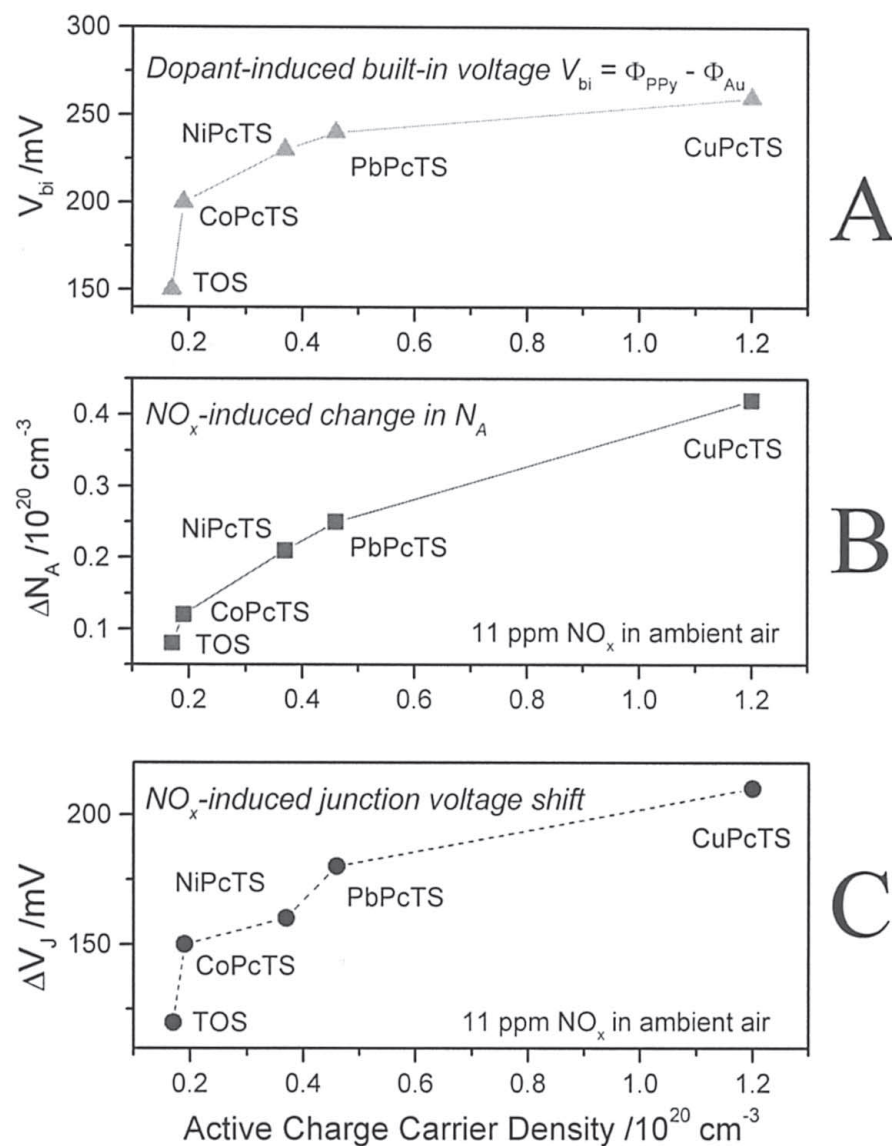 300
Dopant-induced built-in voltage V_bi = Φ_PPy - Φ_Au
250
NiPcTS
PbPcTS
CuPcTS
V_bi /mV
200
CoPcTS
150
TOS
0.2 0.4 0.6 0.8 1.0 1.2
A
NO_x-induced change in N_A
0.4
CuPcTS
0.3
NiPcTS
PbPcTS
ΔN_A /10^20 cm^-3
0.2
CoPcTS
0.1
TOS
11 ppm NO_x in ambient air
0.2 0.4 0.6 0.8 1.0 1.2
B
NO_x-induced junction voltage shift
200
CuPcTS
NiPcTS
PbPcTS
ΔV_J /mV
150
CoPcTS
TOS
11 ppm NO_x in ambient air
0.2 0.4 0.6 0.8 1.0 1.2
C
Active Charge Carrier Density /10^20 cm^-3